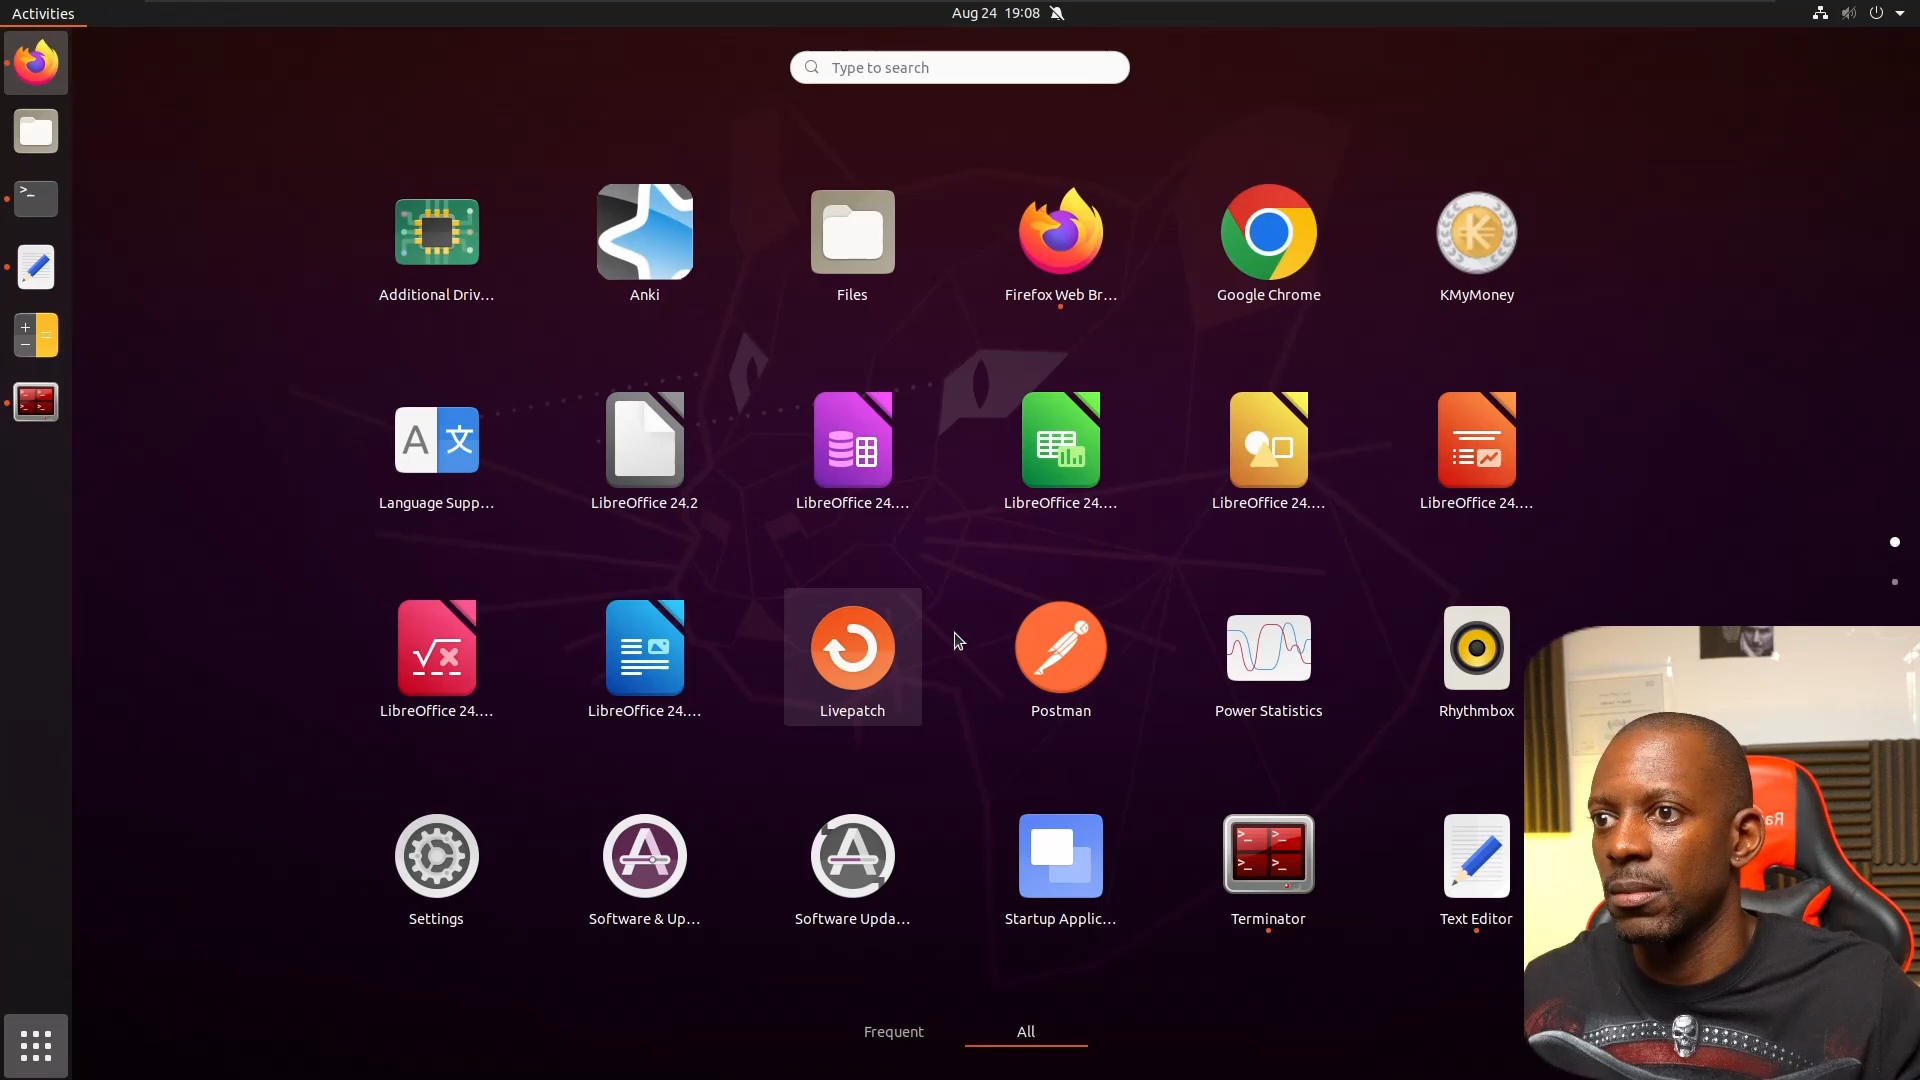 Activities
Aug 24 19:08
Type to search
Additional Driv...
Anki
Files
Firefox Web Br...
Google Chrome
KMyMoney
A 文
Language Supp...
LibreOffice 24.2
LibreOffice 24....
LibreOffice 24....
LibreOffice 24....
LibreOffice 24....
LibreOffice 24....
LibreOffice 24....
Livepatch
Postman
Power Statistics
Rhythmbox
Settings
Software & Up...
Software Upda...
Startup Applic...
Terminator
Text Editor
Frequent
All